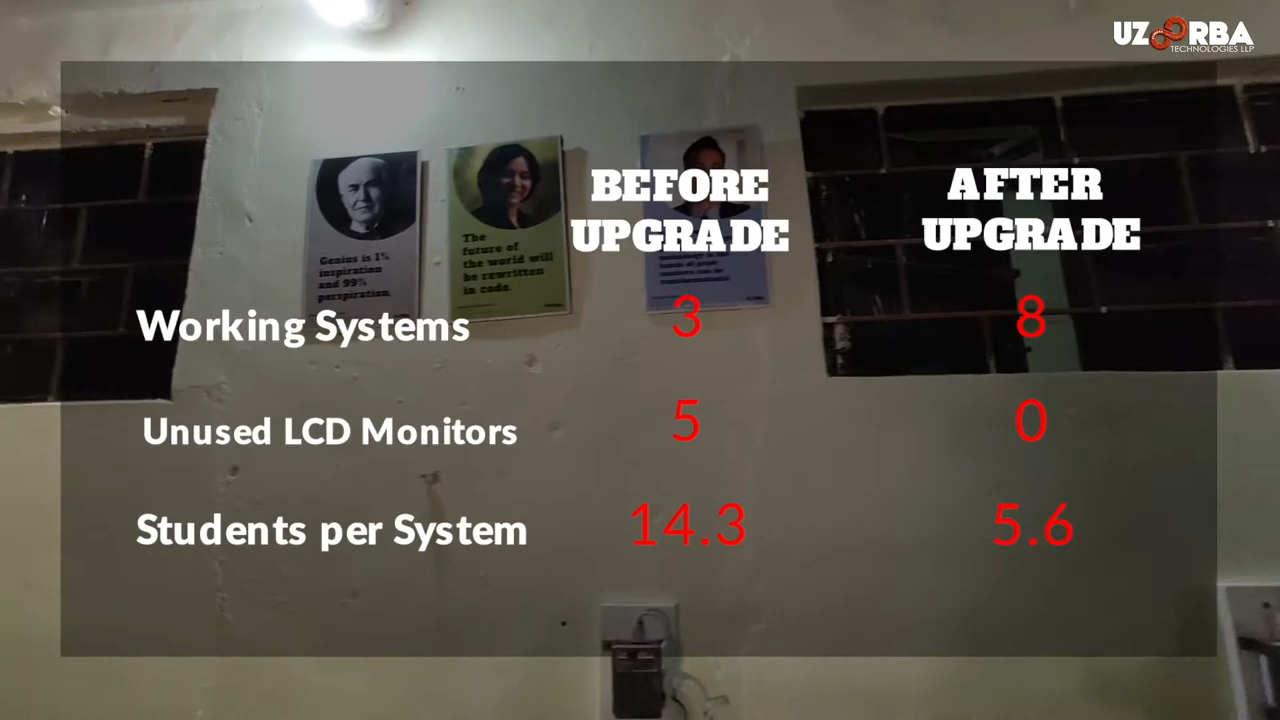 UZ RBA
TECHNOLOGIES LLP
BEFORE
UPGRADE
AFTER
UPGRADE
Genius is 1%
inspiration
and 99%
perspiration.
The
future of
the world will
be rewritten
in code.
Working Systems 3 8
Unused LCD Monitors 5 0
Students per System 14.3 5.6